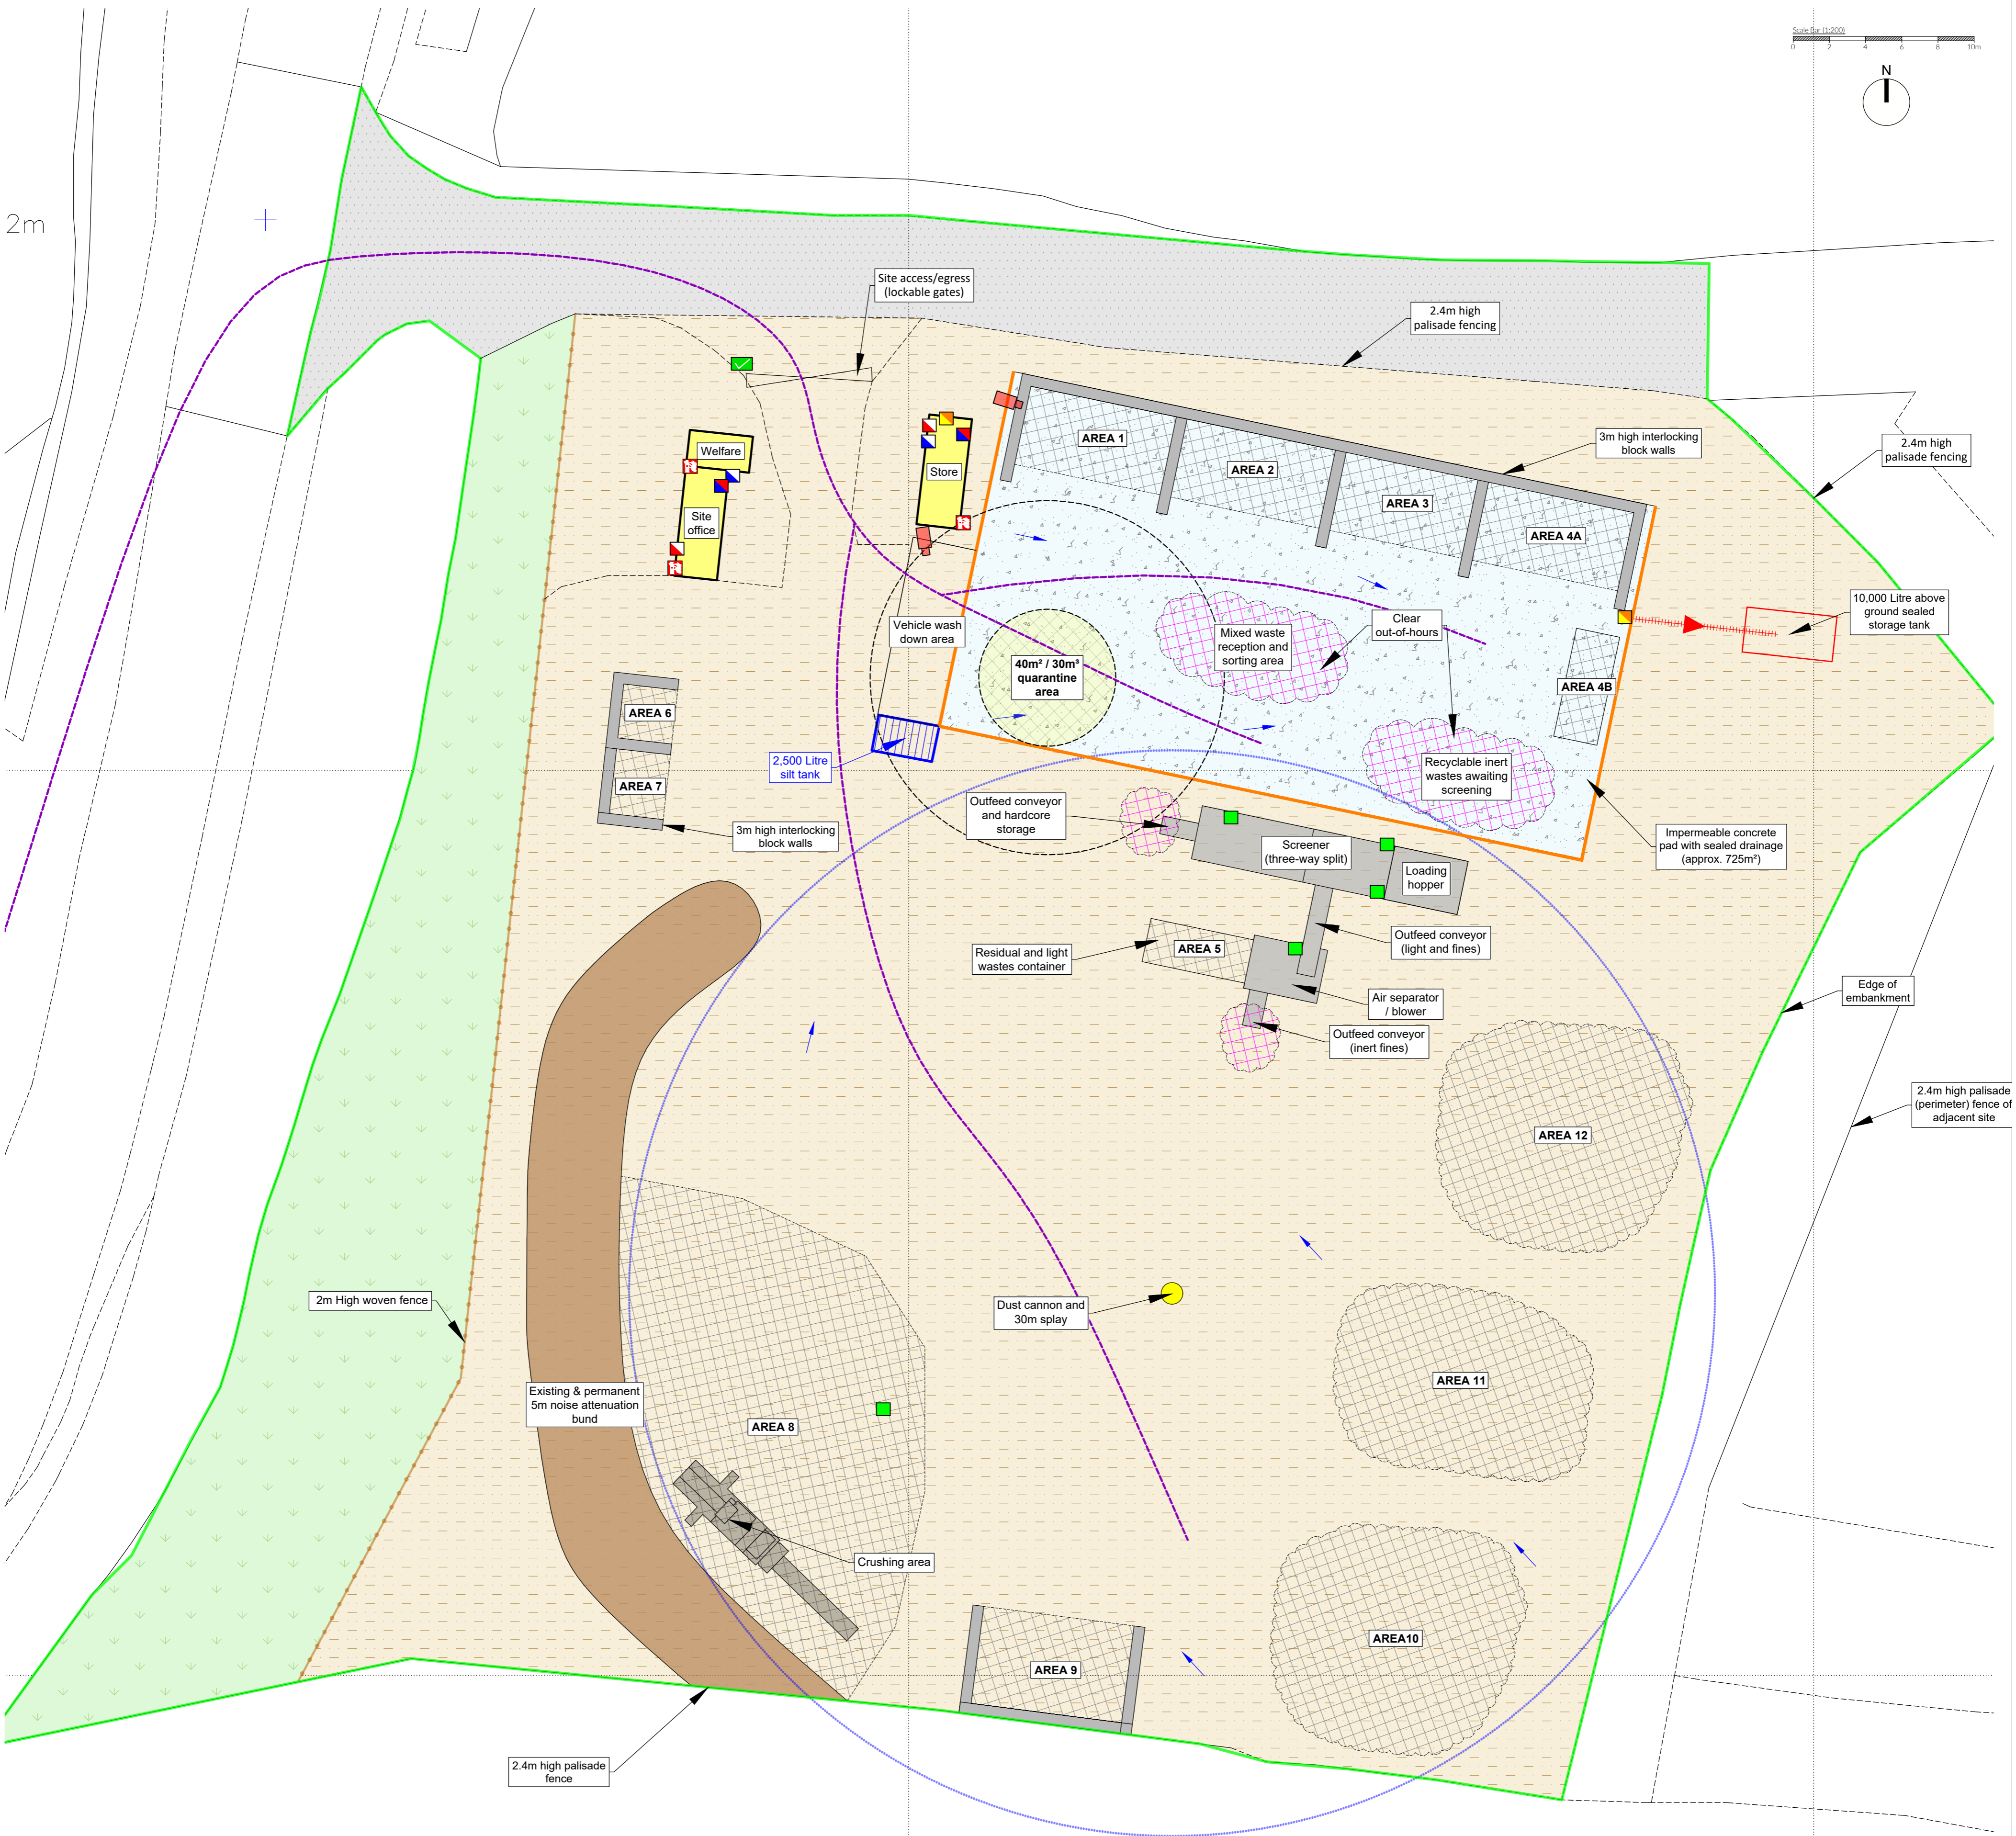 Scale Bar (1:200)
0 2 4 6 8 10m
N
2m
Site access/egress
(lockable gates)
2.4m high
palisade fencing
3m high interlocking
block walls
2.4m high
palisade fencing
AREA 1
AREA 2
AREA 3
AREA 4A
Welfare
Store
Site
office
10,000 Litre above
ground sealed
storage tank
Vehicle wash
down area
Mixed waste
reception and
sorting area
Clear
out-of-hours
40m² / 30m³
quarantine
area
AREA 4B
AREA 6
AREA 7
2,500 Litre
silt tank
Recyclable inert
wastes awaiting
screening
3m high interlocking
block walls
Outfeed conveyor
and hardcore
storage
Screener
(three-way split)
Loading
hopper
Impermeable concrete
pad with sealed drainage
(approx. 725m²)
Outfeed conveyor
(light and fines)
Residual and light
wastes container
AREA 5
Air separator
/ blower
Outfeed conveyor
(inert fines)
Edge of
embankment
2.4m high palisade
(perimeter) fence of
adjacent site
AREA 12
2m High woven fence
Dust cannon and
30m splay
Existing & permanent
5m noise attenuation
bund
AREA 8
AREA 11
Crushing area
AREA 9
AREA10
2.4m high palisade
fence